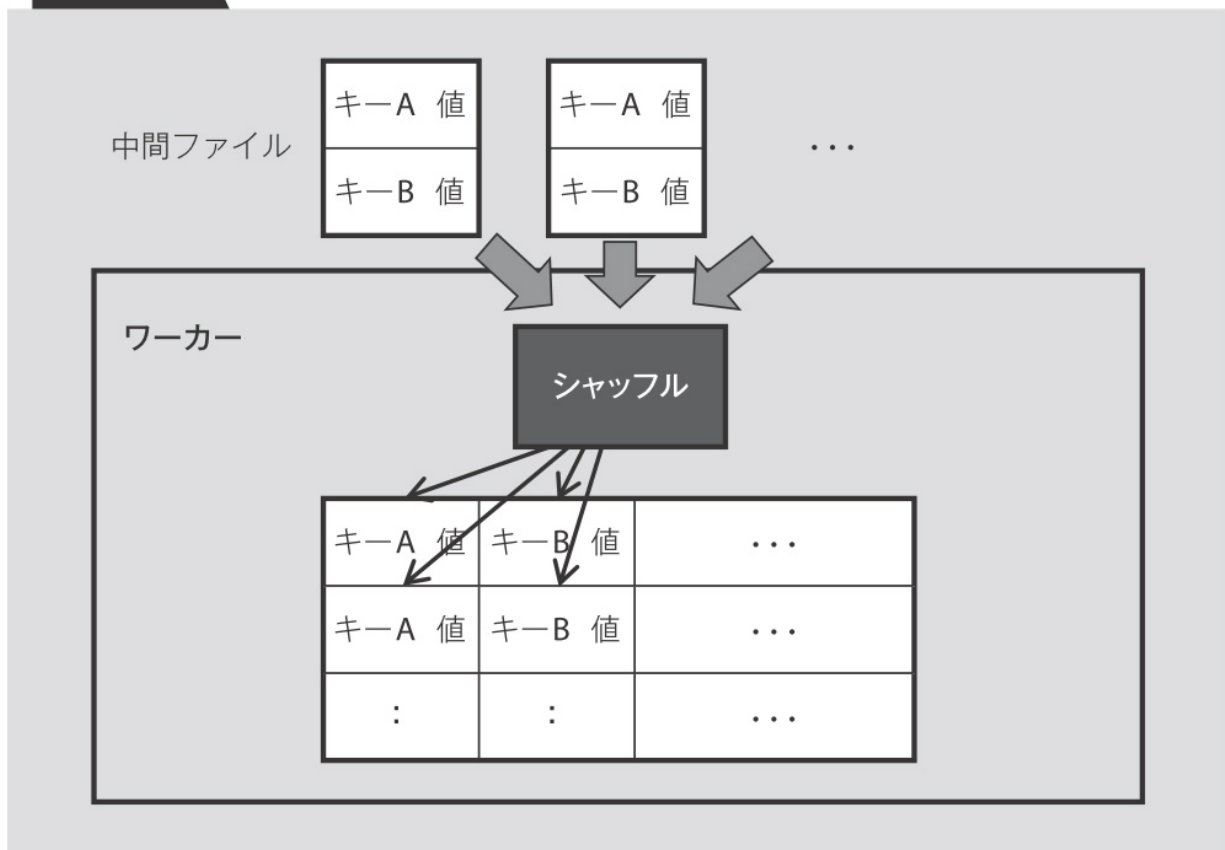 キーA 値 キーA 値
中間ファイル ・・・
キーB 値 キーB 値
ワーカー
シャッフル
キーA 値 キーB 値 ・・・
キーA 値 キーB 値 ・・・
： ： ・・・